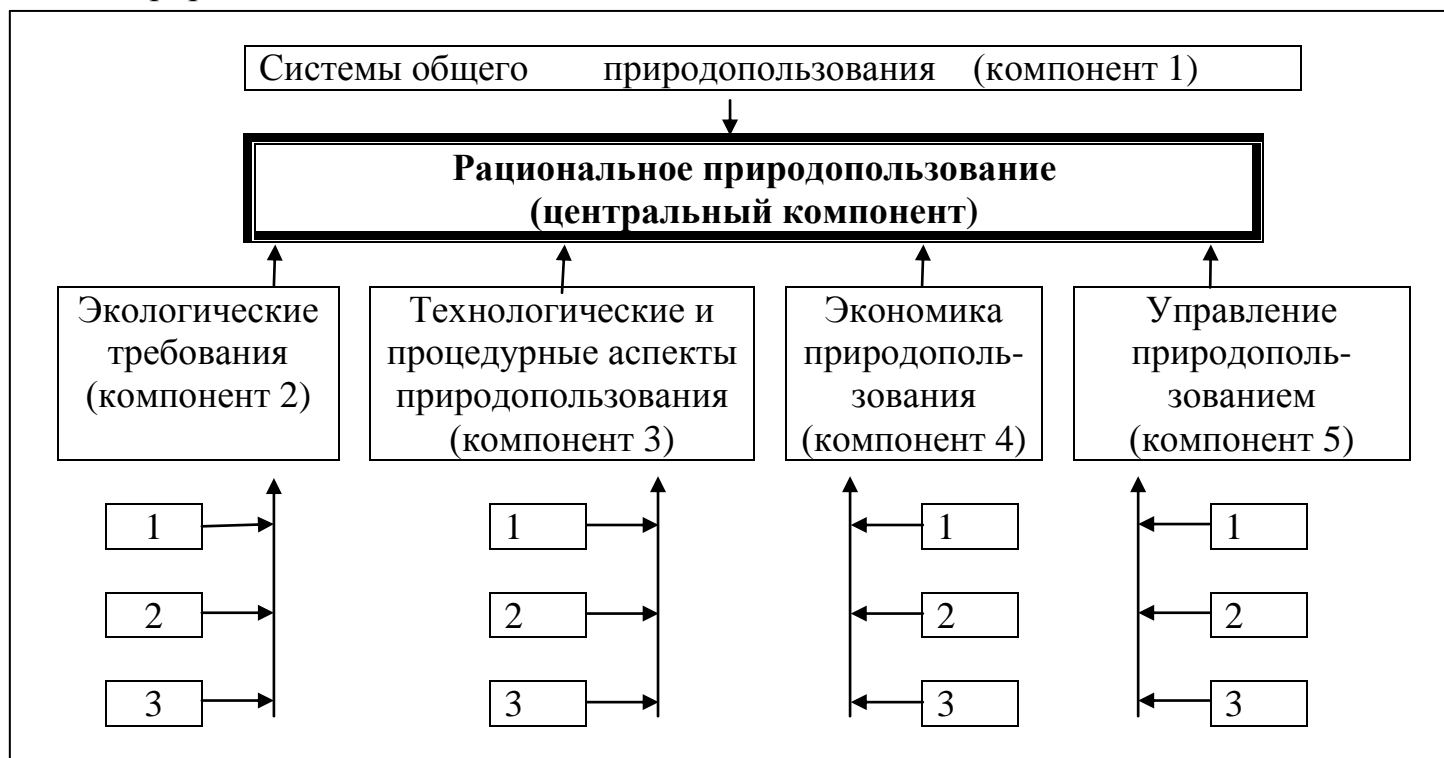 Системы общего природопользования (компонент 1)
Рациональное природопользование
(центральный компонент)
Экологические
требования
(компонент 2)
Технологические и
процедурные аспекты
природопользования
(компонент 3)
Экономика
природополь-
зования
(компонент 4)
Управление
природополь-
зованием
(компонент 5)
1
1
1
1
2
2
2
2
3
3
3
3